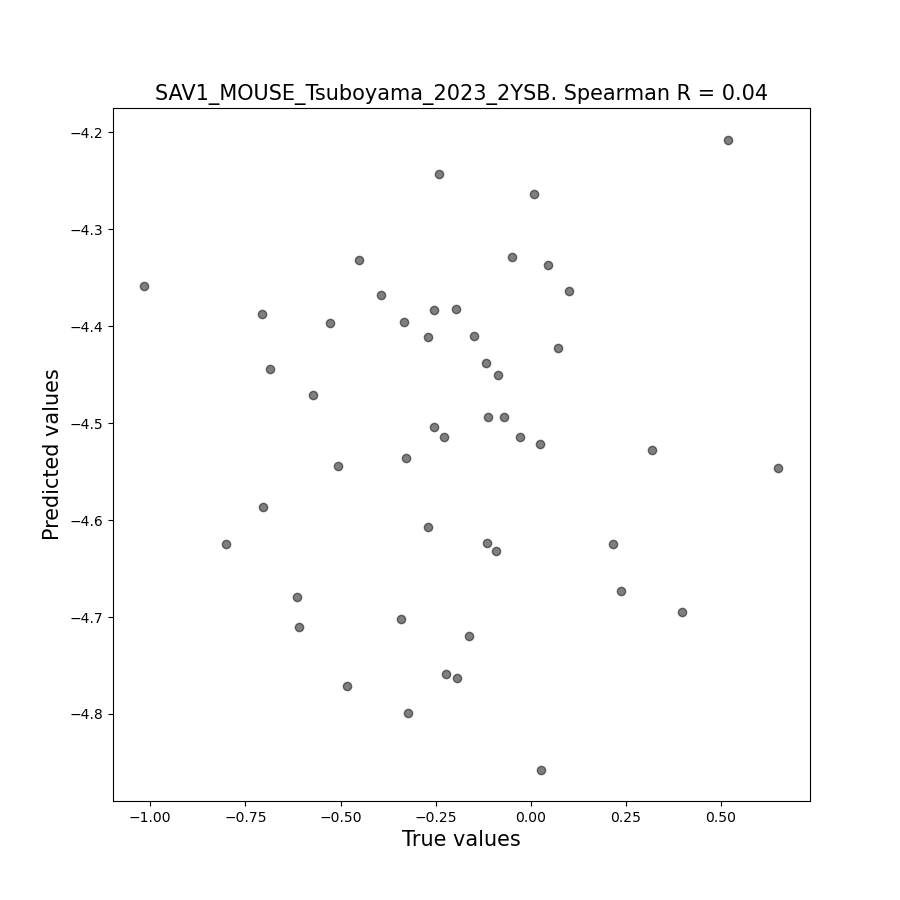 SAV1_MOUSE_Tsuboyama_2023_2YSB. Spearman R = 0.04
−4.2
−4.3
−4.4
−4.5
−4.6
−4.7
−4.8
Predicted values
−1.00 −0.75 −0.50 −0.25 0.00 0.25 0.50
True values